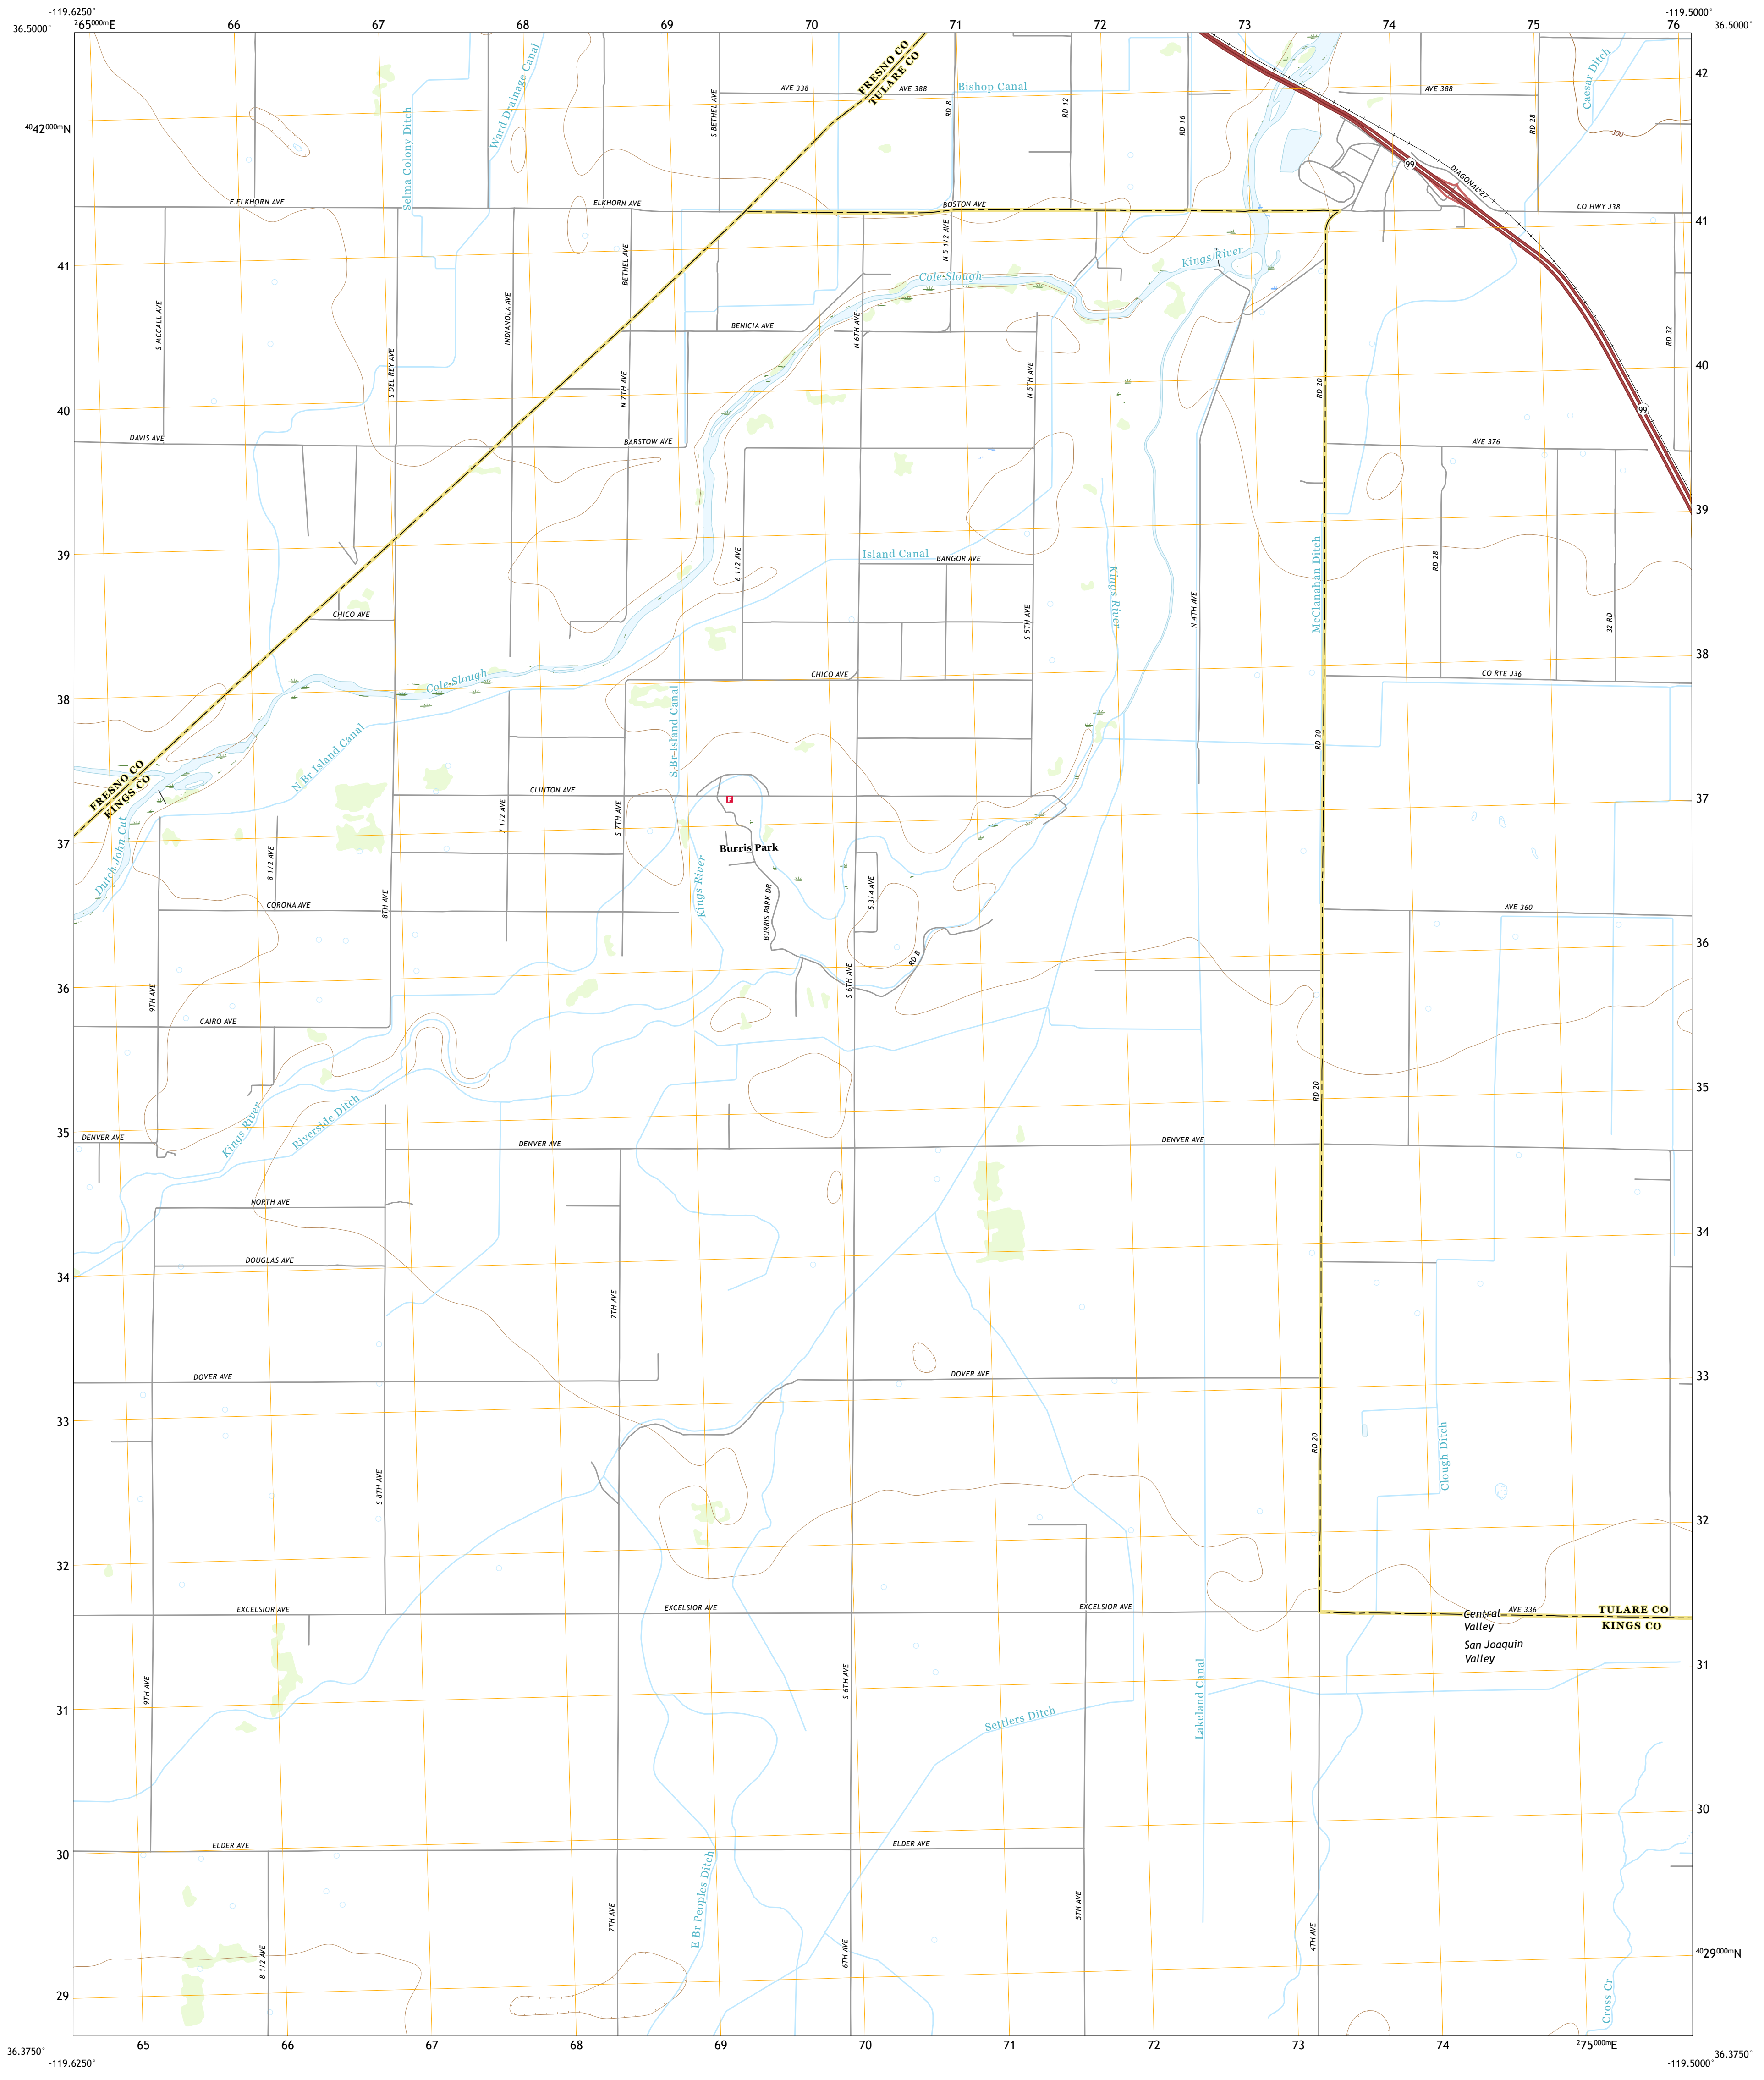 -119.6250°
-119.5000°
36.5000°
²65⁰⁰⁰ᵐE
66
67
68
69
70
71
72
73
74
75
76
36.5000°
FRESNO CO
TULARE CO
42
⁴⁰42⁰⁰⁰ᵐN
Selma Colony Ditch
Ward Drainage Canal
S BETHEL AVE
AVE 338
AVE 388
RD 8
Bishop Canal
RD 12
RD 16
AVE 388
RD 28
Caesar Ditch
300
99
DIAGONAL 27
E ELKHORN AVE
ELKHORN AVE
BOSTON AVE
CO HWY J38
41
41
N 5 1/2 AVE
BETHEL AVE
Kings River
Cole Slough
S MCCALL AVE
INDIANOLA AVE
BENICIA AVE
N 6TH AVE
RD 32
S DEL REY AVE
N 7TH AVE
N 5TH AVE
RD 20
40
40
99
DAVIS AVE
BARSTOW AVE
AVE 376
39
39
Island Canal
BANGOR AVE
6 1/2 AVE
Kings River
N 4TH AVE
McClanahan Ditch
RD 28
32 RD
CHICO AVE
S 5TH AVE
38
38
Cole Slough
CHICO AVE
CO RTE J36
N Br Island Canal
S Br Island Canal
RD 20
FRESNO CO
KINGS CO
CLINTON AVE
F
37
37
7 1/2 AVE
S 7TH AVE
Dutch John Cut
8 1/2 AVE
Burris Park
Kings River
BURRIS PARK DR
5 3/4 AVE
8TH AVE
CORONA AVE
AVE 360
36
36
RD B
S 6TH AVE
9TH AVE
CAIRO AVE
35
35
RD 20
Kings River
Riverside Ditch
DENVER AVE
DENVER AVE
DENVER AVE
NORTH AVE
34
34
DOUGLAS AVE
7TH AVE
DOVER AVE
DOVER AVE
33
33
RD 20
Clough Ditch
S 8TH AVE
32
32
EXCELSIOR AVE
EXCELSIOR AVE
EXCELSIOR AVE
AVE 336
TULARE CO
KINGS CO
Central
Valley
San Joaquin
Valley
31
31
9TH AVE
S 6TH AVE
Settlers Ditch
Lakeland Canal
30
30
ELDER AVE
ELDER AVE
E Br Peoples Ditch
8 1/2 AVE
7TH AVE
6TH AVE
5TH AVE
4TH AVE
⁴⁰29⁰⁰⁰ᵐN
29
Cross Cr
65
66
67
68
69
70
71
72
73
74
²75⁰⁰⁰ᵐE
36.3750°
36.3750°
-119.6250°
-119.5000°